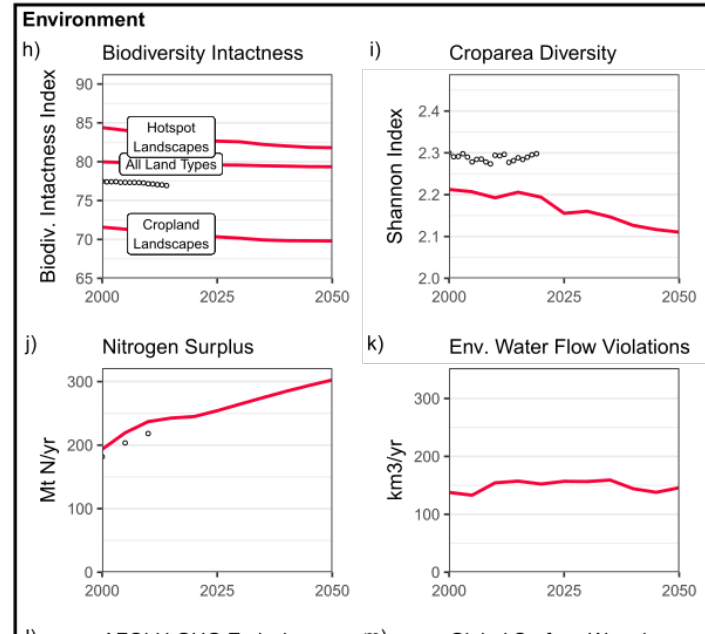 Environment
h) Biodiversity Intactness
Biodiv. Intactness Index
90
85
80
75
70
65
Hotspot
Landscapes
All Land Types
Cropland
Landscapes
2000 2025 2050
i) Croparea Diversity
Shannon Index
2.4
2.3
2.2
2.1
2.0
2000 2025 2050
j) Nitrogen Surplus
Mt N/yr
300
200
100
0
2000 2025 2050
k) Env. Water Flow Violations
km3/yr
300
200
100
0
2000 2025 2050